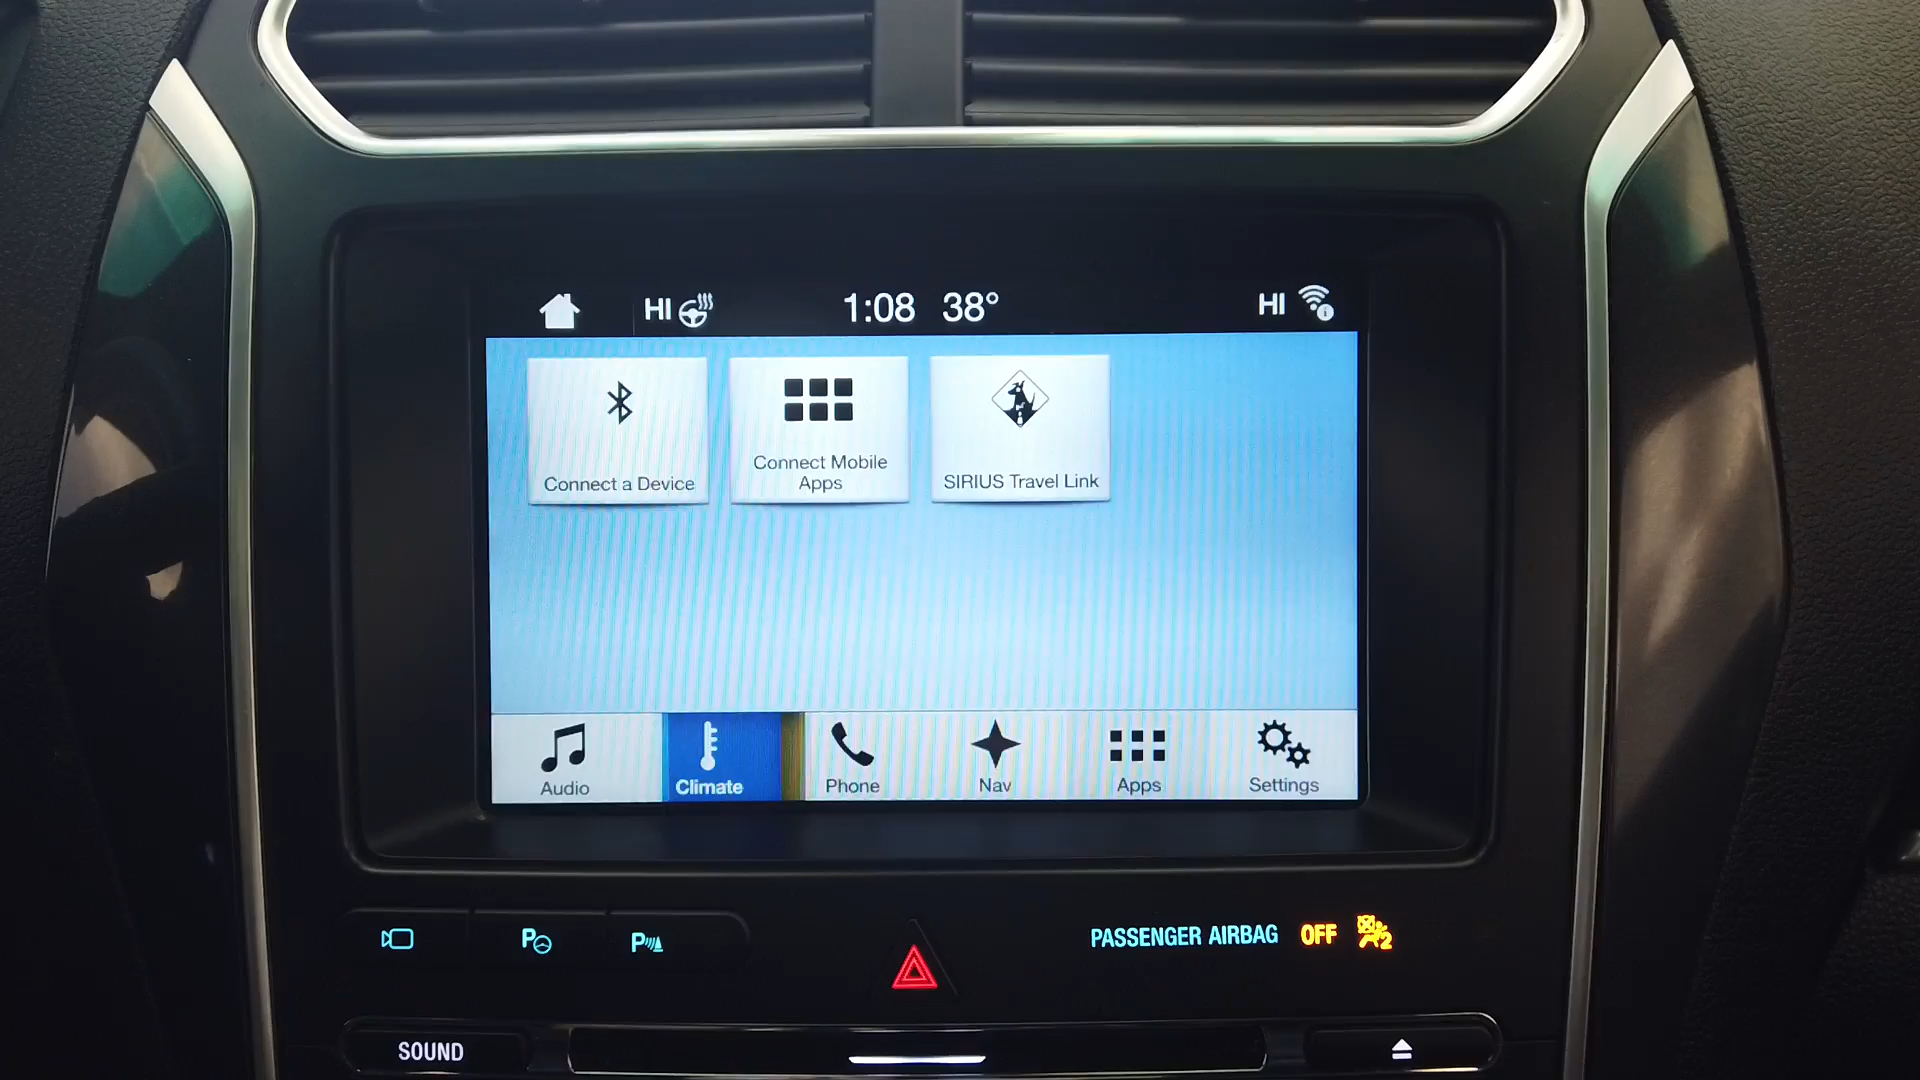 HI 1:08 38° HI
Connect a Device
Connect Mobile
Apps
SIRIUS Travel Link
Audio Climate Phone Nav Apps Settings
P P PASSENGER AIRBAG OFF 2
SOUND